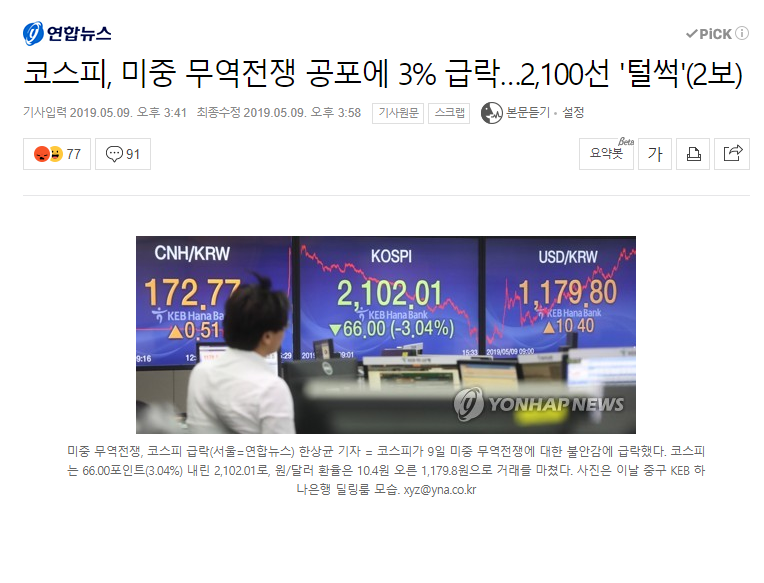 연합뉴스
✓PiCK ⓘ
코스피, 미중 무역전쟁 공포에 3% 급락…2,100선 '털썩'(2보)
기사입력 2019.05.09. 오후 3:41 최종수정 2019.05.09. 오후 3:58 기사원문 스크랩 본문듣기 · 설정
77 91 요약봇 Beta 가
CNH/KRW KOSPI USD/KRW
172.77 2,102.01 1,179.80
KEB Hana Bank KEB Hana Bank KEB Hana Bank
▲0.51 ▼66.00 (-3.04%) ▲10.40
09:01 2019/05/09 09:00
YONHAPNEWS
미중 무역전쟁, 코스피 급락(서울=연합뉴스) 한상균 기자 = 코스피가 9일 미중 무역전쟁에 대한 불안감에 급락했다. 코스피
는 66.00포인트(3.04%) 내린 2,102.01로, 원/달러 환율은 10.4원 오른 1,179.8원으로 거래를 마쳤다. 사진은 이날 중구 KEB 하
나은행 딜링룸 모습. xyz@yna.co.kr